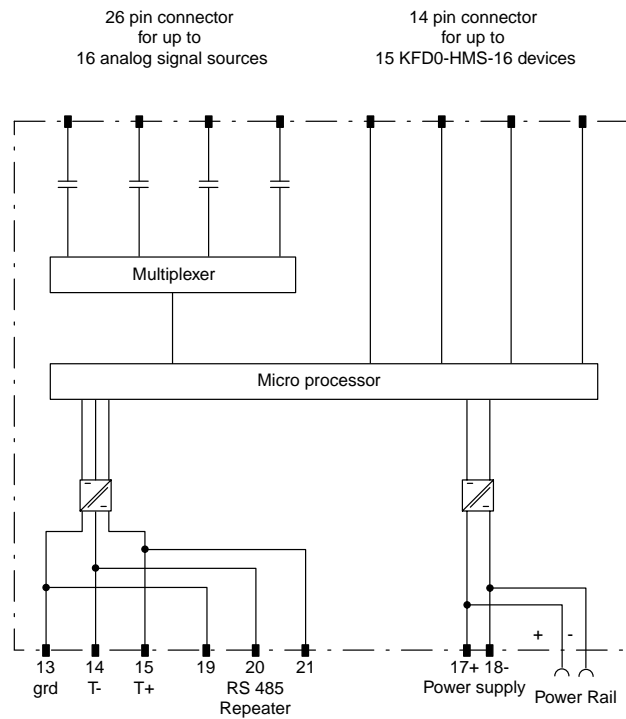 26 pin connector
for up to
16 analog signal sources
14 pin connector
for up to
15 KFD0-HMS-16 devices
Multiplexer
Micro processor
+ -
13 14 15 19 20 21 17+ 18-
grd T- T+ RS 485 Power supply Power Rail
Repeater